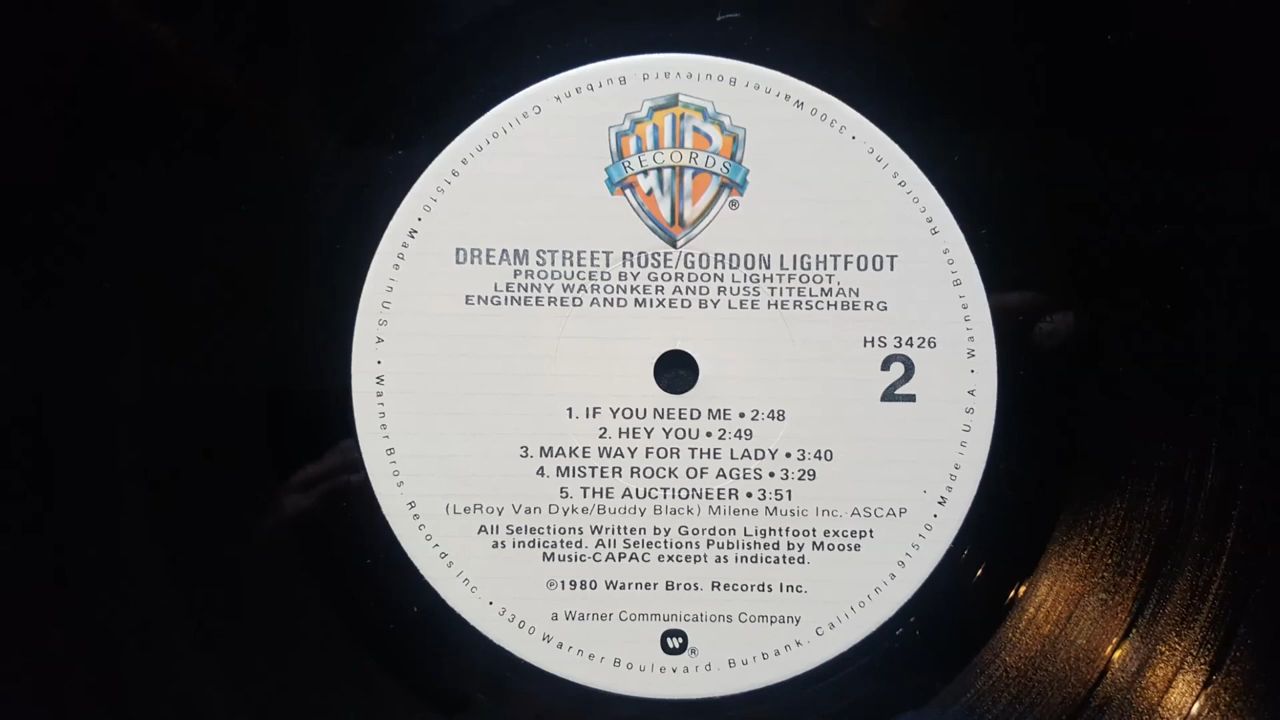 WB
RECORDS
®
DREAM STREET ROSE/GORDON LIGHTFOOT
PRODUCED BY GORDON LIGHTFOOT,
LENNY WARONKER AND RUSS TITELMAN
ENGINEERED AND MIXED BY LEE HERSCHBERG
HS 3426
2
1. IF YOU NEED ME • 2:48
2. HEY YOU • 2:49
3. MAKE WAY FOR THE LADY • 3:40
4. MISTER ROCK OF AGES • 3:29
5. THE AUCTIONEER • 3:51
(LeRoy Van Dyke/Buddy Black) Milene Music Inc.-ASCAP
All Selections Written by Gordon Lightfoot except
as indicated. All Selections Published by Moose
Music-CAPAC except as indicated.
℗1980 Warner Bros. Records Inc.
a Warner Communications Company
W®
Made in U.S.A. • Warner Bros. Records Inc. • 3300 Warner Boulevard. Burbank. California 91510 • Made in U.S.A. • Warner Bros. Records Inc. • 3300 Warner Boulevard. Burbank. California 91510 •